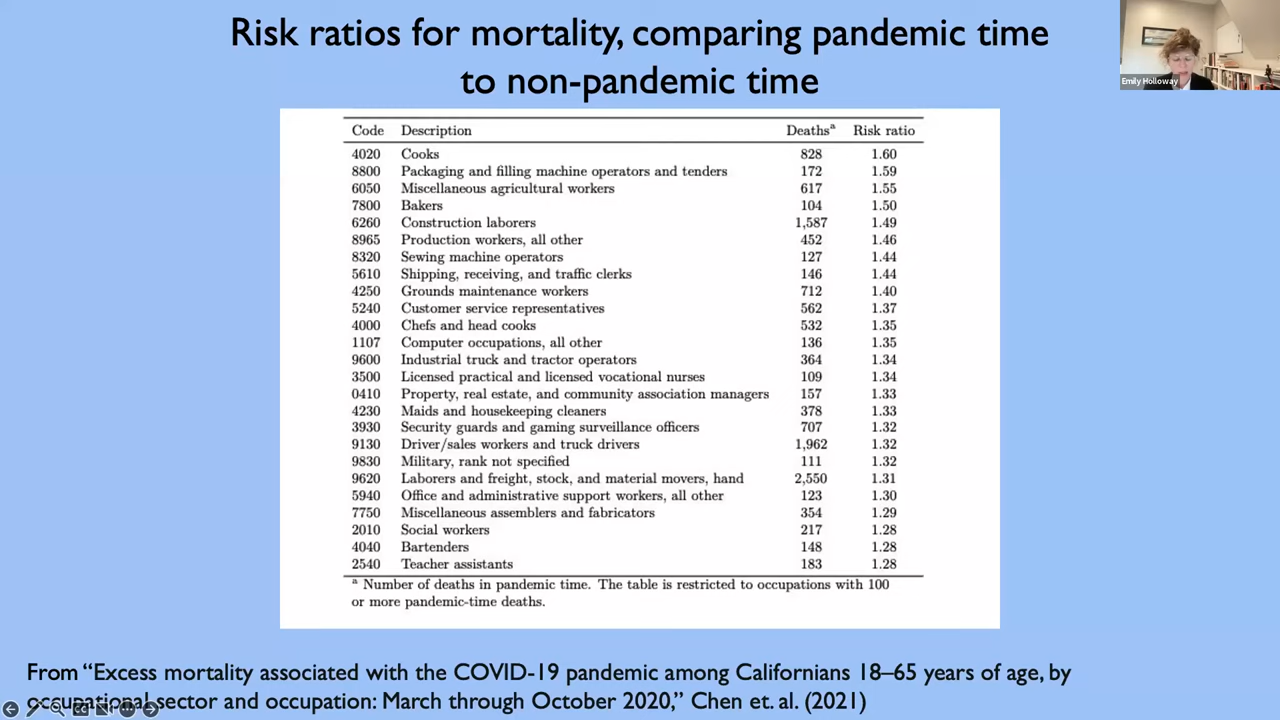 Risk ratios for mortality, comparing pandemic time
to non-pandemic time
Emily Holloway
Code Description Deathsᵃ Risk ratio
4020 Cooks 828 1.60
8800 Packaging and filling machine operators and tenders 172 1.59
6050 Miscellaneous agricultural workers 617 1.55
7800 Bakers 104 1.50
6260 Construction laborers 1,587 1.49
8965 Production workers, all other 452 1.46
8320 Sewing machine operators 127 1.44
5610 Shipping, receiving, and traffic clerks 146 1.44
4250 Grounds maintenance workers 712 1.40
5240 Customer service representatives 562 1.37
4000 Chefs and head cooks 532 1.35
1107 Computer occupations, all other 136 1.35
9600 Industrial truck and tractor operators 364 1.34
3500 Licensed practical and licensed vocational nurses 109 1.34
0410 Property, real estate, and community association managers 157 1.33
4230 Maids and housekeeping cleaners 378 1.33
3930 Security guards and gaming surveillance officers 707 1.32
9130 Driver/sales workers and truck drivers 1,962 1.32
9830 Military, rank not specified 111 1.32
9620 Laborers and freight, stock, and material movers, hand 2,550 1.31
5940 Office and administrative support workers, all other 123 1.30
7750 Miscellaneous assemblers and fabricators 354 1.29
2010 Social workers 217 1.28
4040 Bartenders 148 1.28
2540 Teacher assistants 183 1.28
ᵃ Number of deaths in pandemic time. The table is restricted to occupations with 100
or more pandemic-time deaths.
From “Excess mortality associated with the COVID-19 pandemic among Californians 18–65 years of age, by
occupational sector and occupation: March through October 2020,” Chen et. al. (2021)